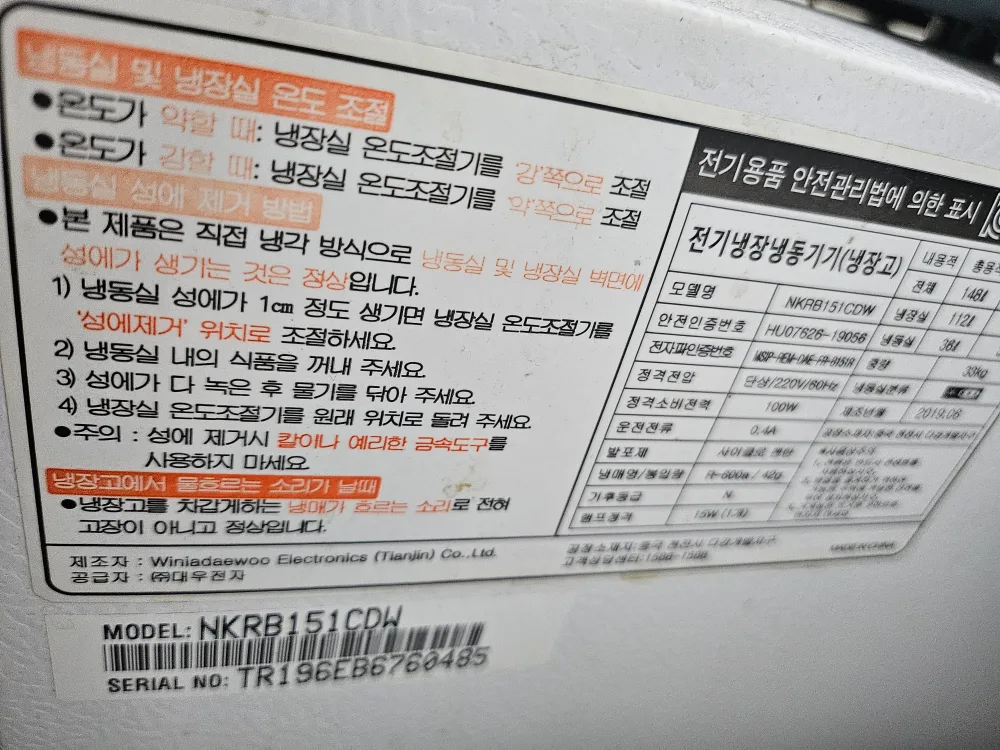 냉동실 및 냉장실 온도 조절
●온도가 약할 때: 냉장실 온도조절기를 '강'쪽으로 조절
●온도가 강할 때: 냉장실 온도조절기를 '약'쪽으로 조절
냉동실 성에 제거 방법
●본 제품은 직접 냉각 방식으로 냉동실 및 냉장실 벽면에
성에가 생기는 것은 정상입니다.
1) 냉동실 성에가 1cm 정도 생기면 냉장실 온도조절기를
'성에제거' 위치로 조절하세요.
2) 냉동실 내의 식품을 꺼내 주세요.
3) 성에가 다 녹은 후 물기를 닦아 주세요.
4) 냉장실 온도조절기를 원래 위치로 돌려 주세요.
●주의 : 성에 제거시 칼이나 예리한 금속도구를
사용하지 마세요.
냉장고에서 물흐르는 소리가 날때
●냉장고를 차갑게하는 냉매가 흐르는 소리로 전혀
고장이 아니고 정상입니다.
제조자 : Winiadaewoo Electronics (Tianjin) Co.,Ltd.
공급자 : ㈜대우전자
전기용품 안전관리법에 의한 표시
전기냉장냉동기기(냉장고) 내용적
전체 148ℓ
모델명 NKRB151CDW 냉장실 112ℓ
안전인증번호 HU07626-19056 냉동실 36ℓ
전자파인증번호 중량 33kg
정격전압 단상/220V/60Hz 냉동실분류
정격소비전력 100W 제조년월 2019.06
운전전류 0.4A
발포제 사이클로 펜탄
냉매명/봉입량 R-600a / 42g
기후등급 N
램프정격 15W
고객상담센터:1588-1588
MADE IN CHINA
MODEL: NKRB151CDW
SERIAL NO: TR196EB6760485